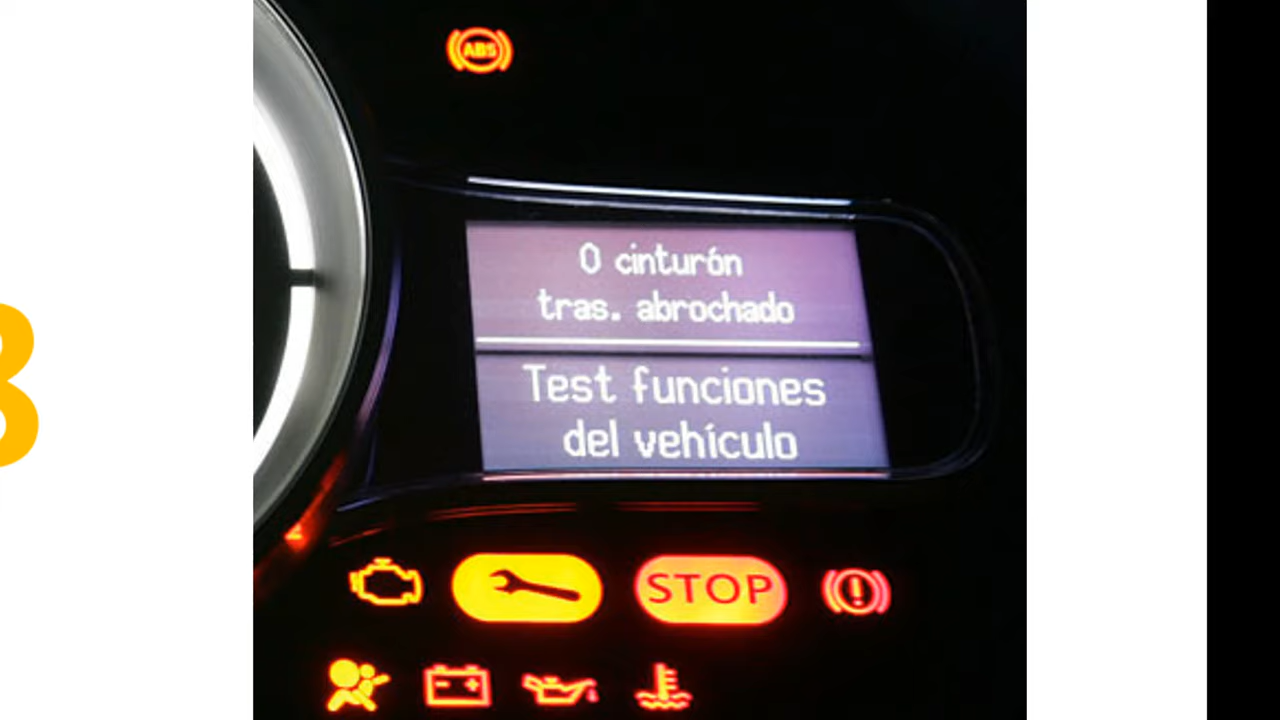 ABS
0 cinturón
tras. abrochado
Test funciones
del vehículo
STOP